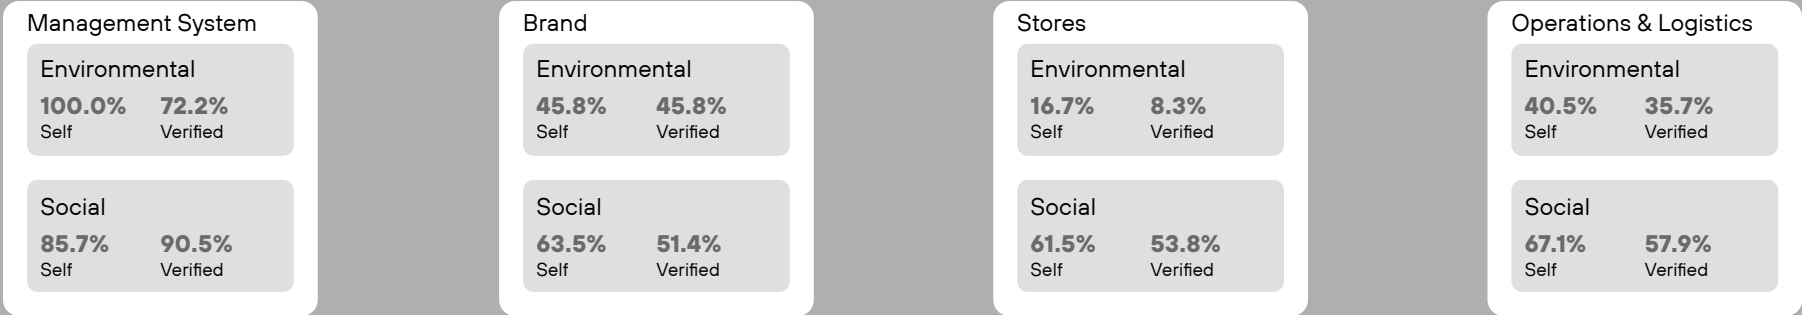 Management System
Environmental
100.0% 72.2%
Self Verified
Social
85.7% 90.5%
Self Verified
Brand
Environmental
45.8% 45.8%
Self Verified
Social
63.5% 51.4%
Self Verified
Stores
Environmental
16.7% 8.3%
Self Verified
Social
61.5% 53.8%
Self Verified
Operations & Logistics
Environmental
40.5% 35.7%
Self Verified
Social
67.1% 57.9%
Self Verified